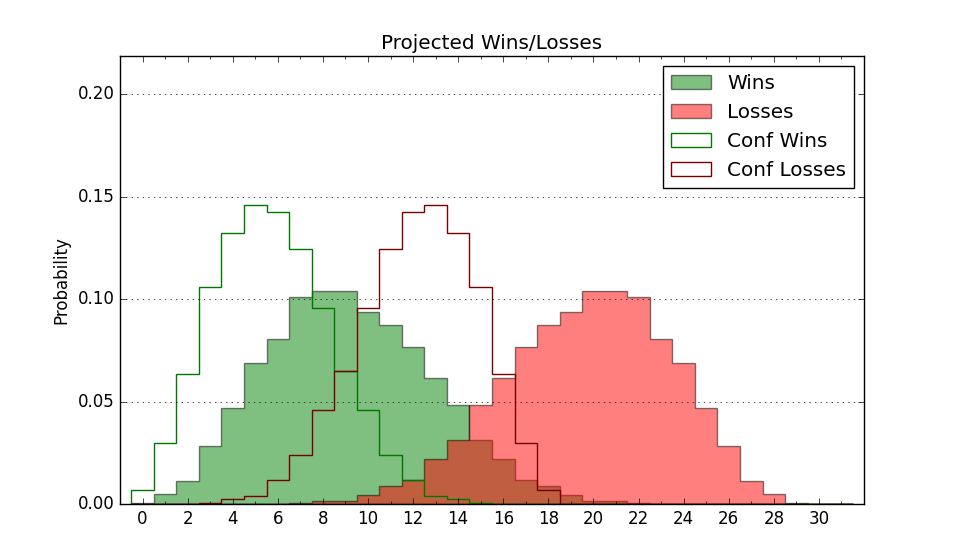 Projected Wins/Losses
Wins
Losses
Conf Wins
Conf Losses
Probability
0.20
0.15
0.10
0.05
0.00
0 2 4 6 8 10 12 14 16 18 20 22 24 26 28 30